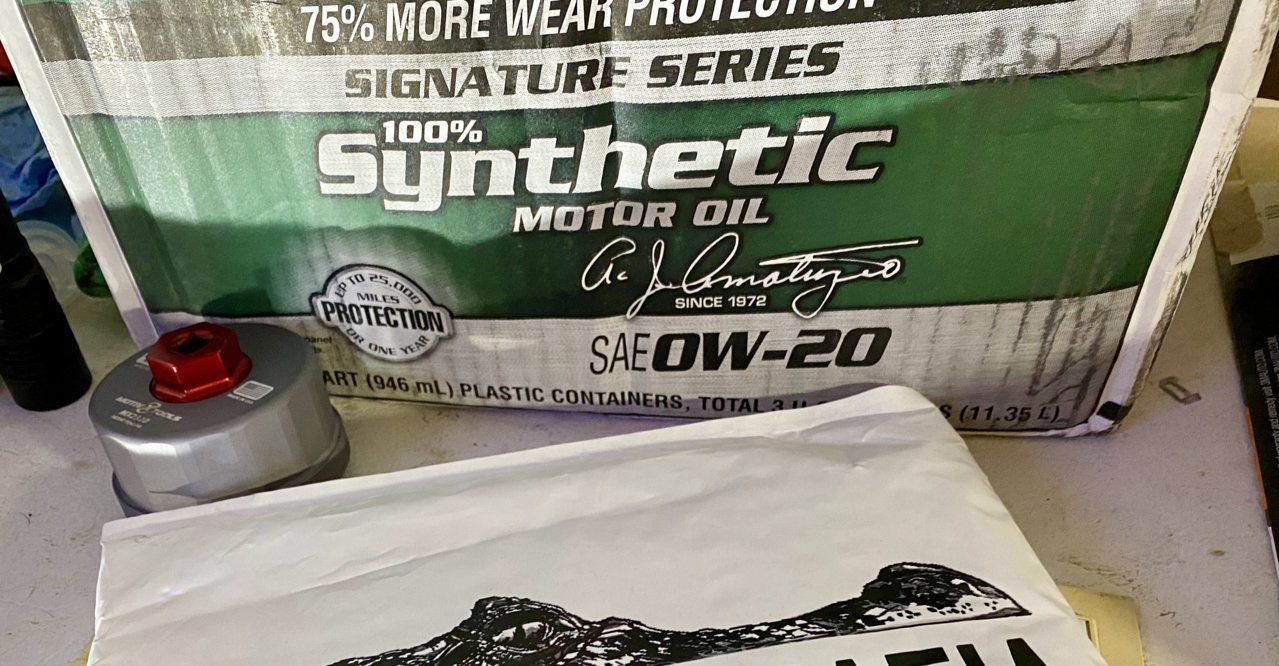 75% MORE WEAR PROTECTION
SIGNATURE SERIES
100%
Synthetic
MOTOR OIL
A. J. Amatuzio
SINCE 1972
UP TO 25,000
MILES
PROTECTION
OR ONE YEAR
SAE 0W-20
ART (946 mL) PLASTIC CONTAINERS, TOTAL 3 U.S. S (11.35 L)